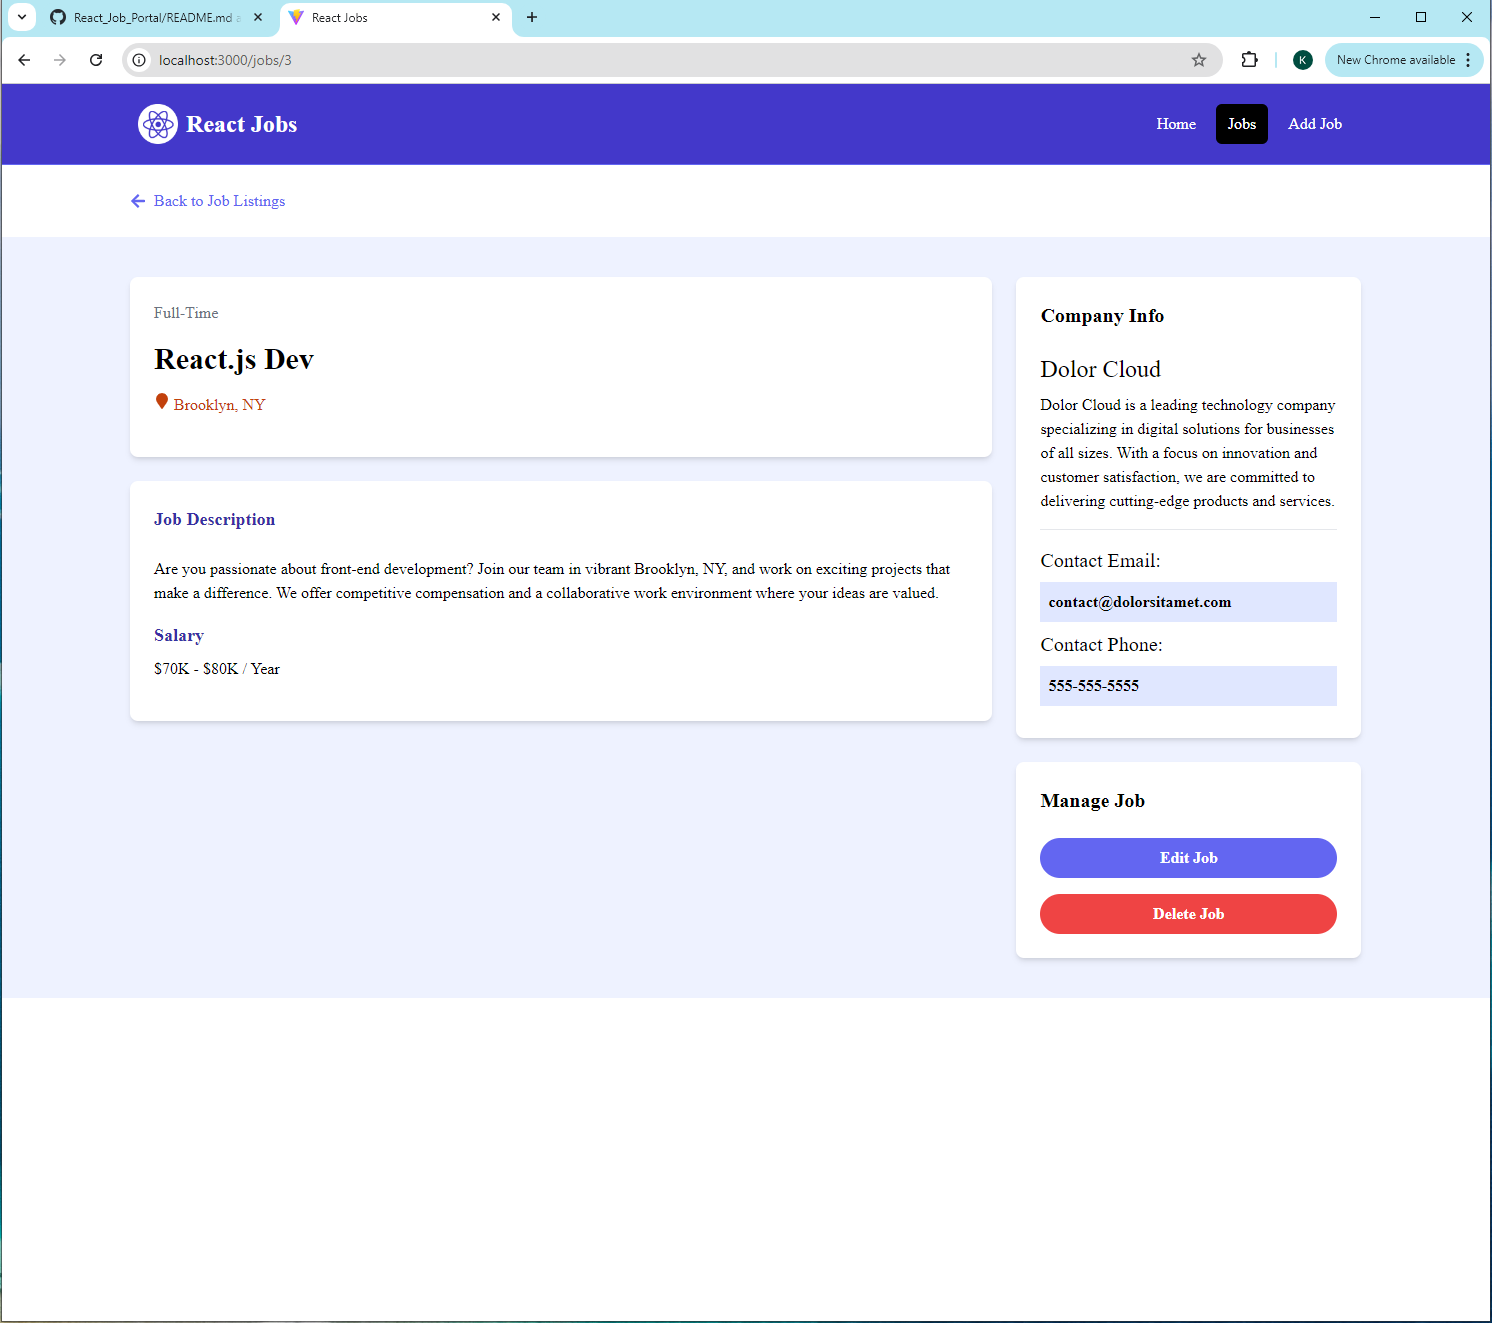 React_Job_Portal/README.md
React Jobs
localhost:3000/jobs/3
K
New Chrome available
React Jobs
Home
Jobs
Add Job
Back to Job Listings
Full-Time
React.js Dev
Brooklyn, NY
Job Description
Are you passionate about front-end development? Join our team in vibrant Brooklyn, NY, and work on exciting projects that
make a difference. We offer competitive compensation and a collaborative work environment where your ideas are valued.
Salary
$70K - $80K / Year
Company Info
Dolor Cloud
Dolor Cloud is a leading technology company
specializing in digital solutions for businesses
of all sizes. With a focus on innovation and
customer satisfaction, we are committed to
delivering cutting-edge products and services.
Contact Email:
contact@dolorsitamet.com
Contact Phone:
555-555-5555
Manage Job
Edit Job
Delete Job